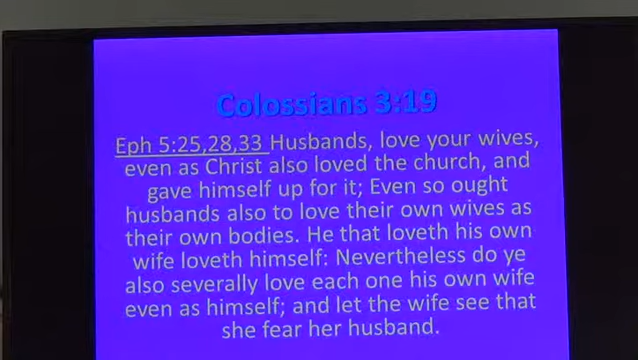 Colossians 3:19
Eph 5:25,28,33 Husbands, love your wives,
even as Christ also loved the church, and
gave himself up for it; Even so ought
husbands also to love their own wives as
their own bodies. He that loveth his own
wife loveth himself: Nevertheless do ye
also severally love each one his own wife
even as himself; and let the wife see that
she fear her husband.